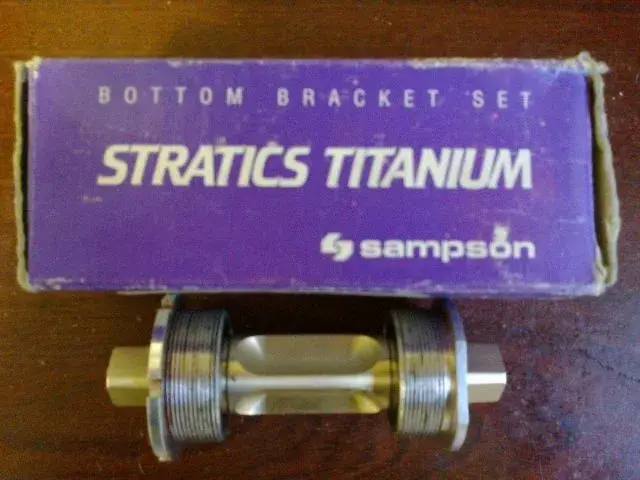 BOTTOM BRACKET SET
STRATICS TITANIUM
sampson